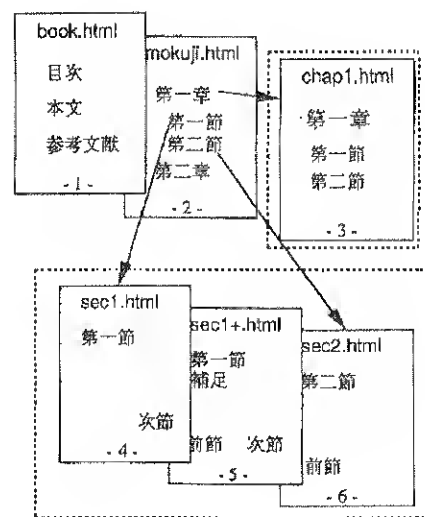 book.html
目次
本文
参考文献
- 1 -
mokuji.html
第一章
第一節
第二節
第二章
- 2 -
chap1.html
第一章
第一節
第二節
- 3 -
sec1.html
第一節
次節
- 4 -
sec1+.html
第一節
補足
前節 次節
- 5 -
sec2.html
第二節
前節
- 6 -